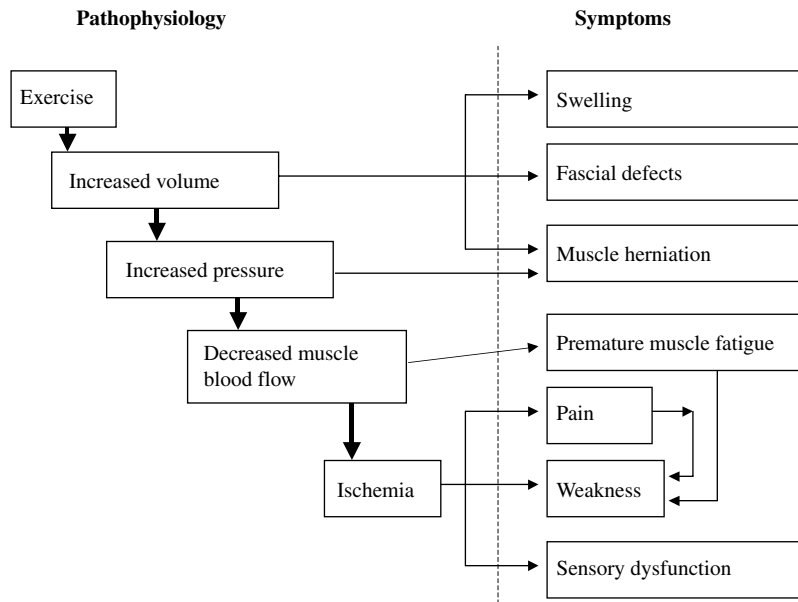 Pathophysiology
Symptoms
Exercise
Increased volume
Increased pressure
Decreased muscle
blood flow
Ischemia
Swelling
Fascial defects
Muscle herniation
Premature muscle fatigue
Pain
Weakness
Sensory dysfunction